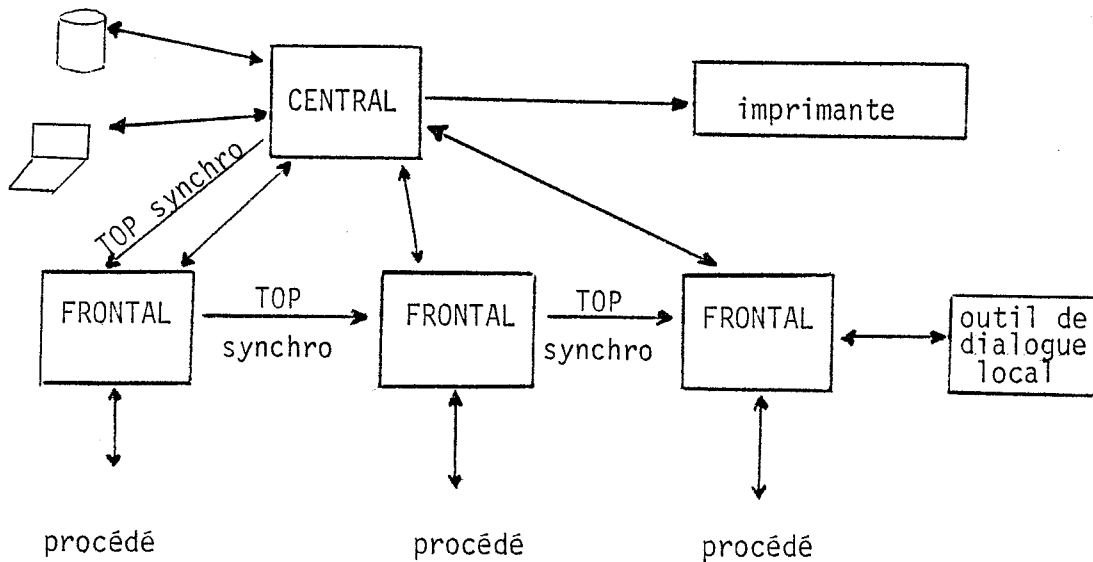 CENTRAL
imprimante
TOP synchro
FRONTAL
TOP
synchro
FRONTAL
TOP
synchro
FRONTAL
outil de
dialogue
local
procédé
procédé
procédé